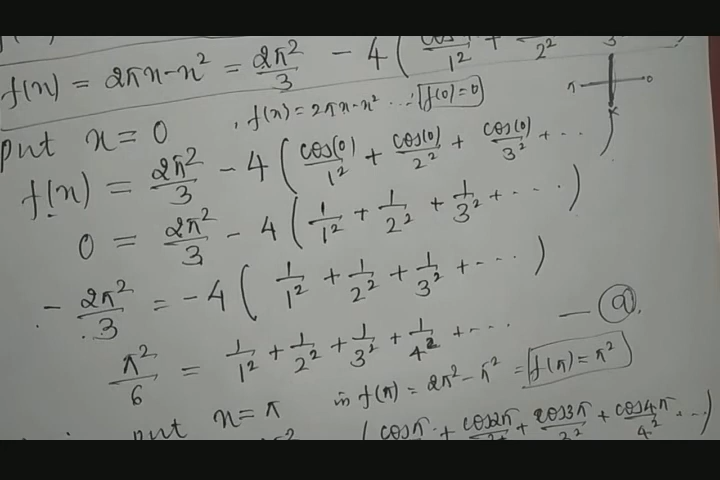 f(x) = 2πx-x² = 2π²/3 - 4 ( /1² + /2²
put x=0 , f(x) = 2πx-x² ∴ f(0)=0 π 0
f(x) = 2π²/3 - 4 ( cos(0)/1² + cos(0)/2² + cos(0)/3² + ... )
0 = 2π²/3 - 4 ( 1/1² + 1/2² + 1/3² + ... )
- 2π²/3 = -4 ( 1/1² + 1/2² + 1/3² + ... )
π²/6 = 1/1² + 1/2² + 1/3² + 1/4² + ... — (a).
put x=π f(π) = 2π²-π² = f(π)=π²
( cosπ + cos2π + cos3π/3² + cos4π/4² ... )